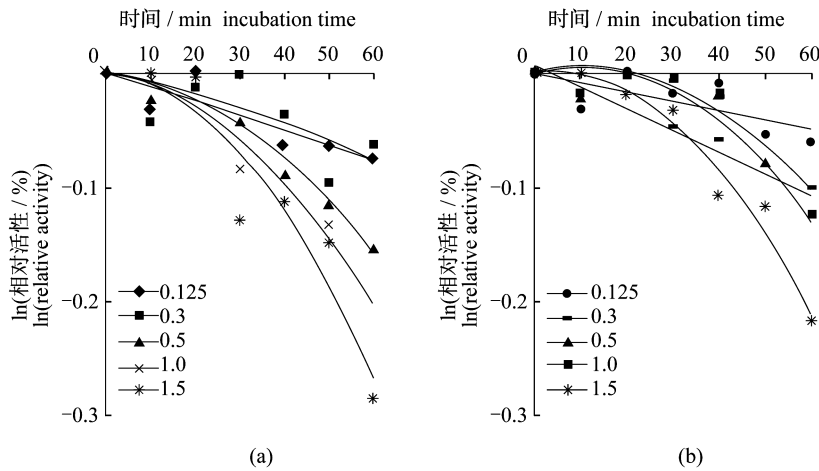 时间 / min incubation time
0 10 20 30 40 50 60
−0.1
−0.2
−0.3
ln(相对活性 / %)
ln(relative activity)
0.125
0.3
0.5
1.0
1.5
(a)
时间 / min incubation time
0 10 20 30 40 50 60
−0.1
−0.2
−0.3
ln(相对活性 / %)
ln(relative activity)
0.125
0.3
0.5
1.0
1.5
(b)